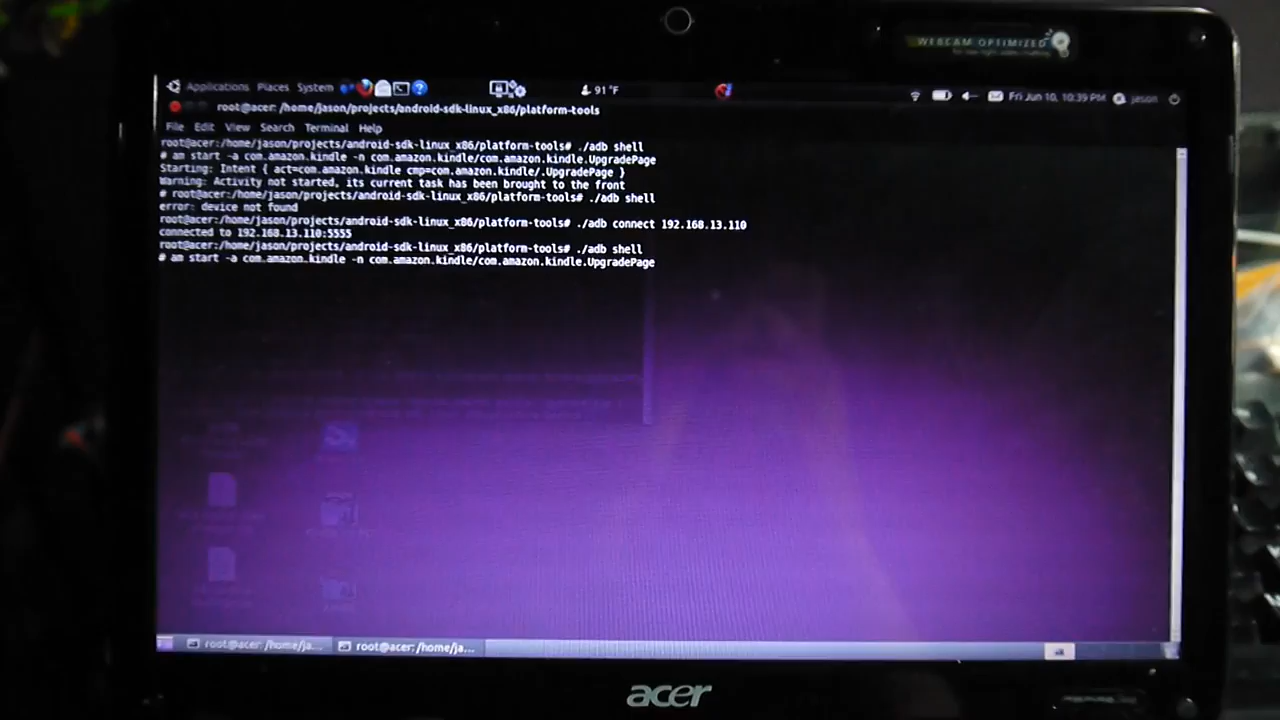 WEBCAM OPTIMIZED
Applications Places System 91 °F Fri Jun 10, 10:39 PM jason
root@acer: /home/jason/projects/android-sdk-linux_x86/platform-tools
File Edit View Search Terminal Help
root@acer:/home/jason/projects/android-sdk-linux_x86/platform-tools# ./adb shell
# am start -a com.amazon.kindle -n com.amazon.kindle/com.amazon.kindle.UpgradePage
Starting: Intent { act=com.amazon.kindle cmp=com.amazon.kindle/.UpgradePage }
Warning: Activity not started, its current task has been brought to the front
# root@acer:/home/jason/projects/android-sdk-linux_x86/platform-tools# ./adb shell
error: device not found
root@acer:/home/jason/projects/android-sdk-linux_x86/platform-tools# ./adb connect 192.168.13.110
connected to 192.168.13.110:5555
root@acer:/home/jason/projects/android-sdk-linux_x86/platform-tools# ./adb shell
# am start -a com.amazon.kindle -n com.amazon.kindle/com.amazon.kindle.UpgradePage
root@acer: /home/ja... root@acer: /home/ja...
acer